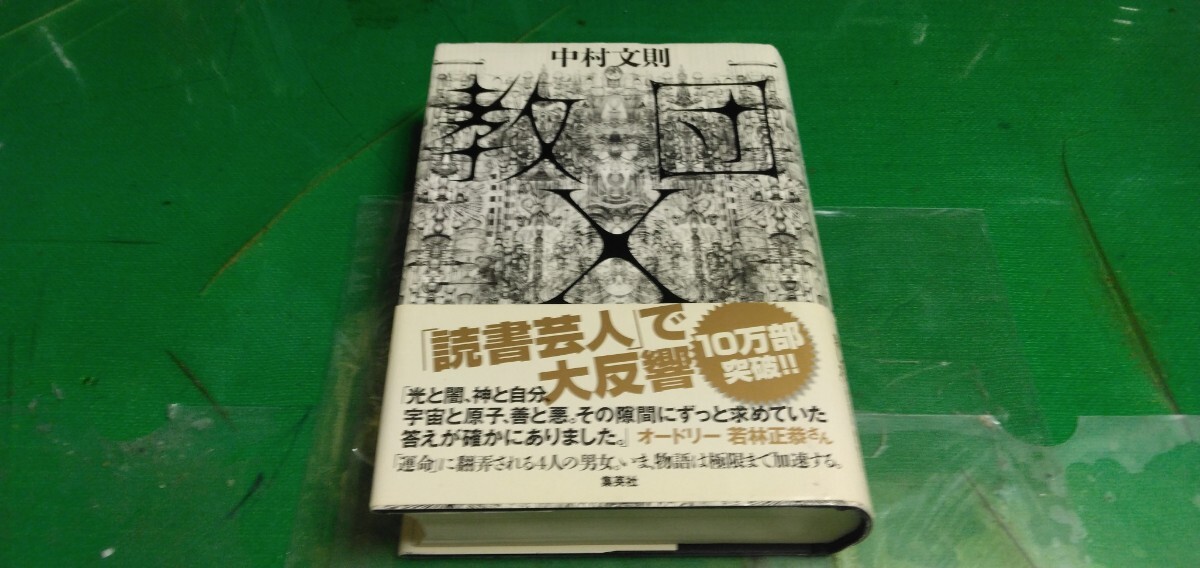 中村文則
教団
X
「読書芸人」で
大反響
10万部
突破!!
「光と闇、神と自分、
宇宙と原子、善と悪。その隙間にずっと求めていた
答えが確かにありました。」オードリー 若林正恭さん
「運命」に翻弄される4人の男女。いま、物語は極限まで加速する。
集英社